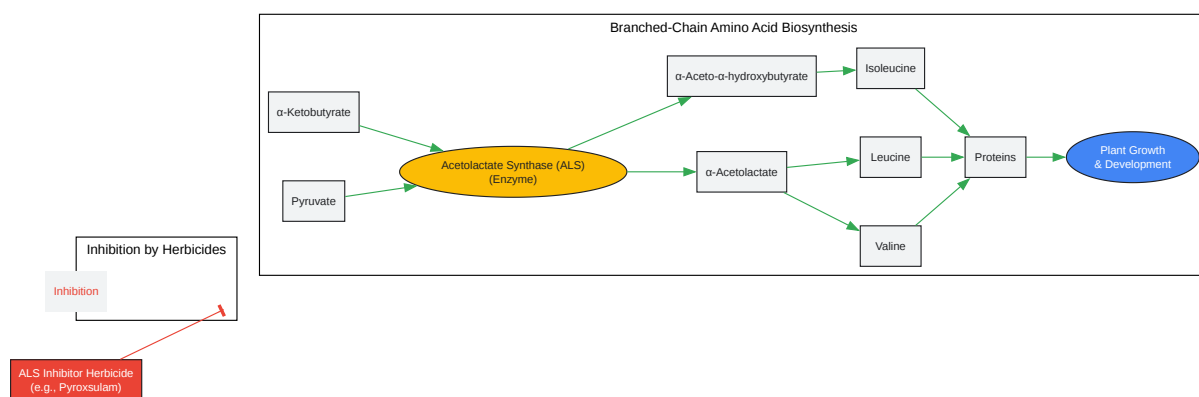 Branched-Chain Amino Acid Biosynthesis
α-Ketobutyrate
Pyruvate
Acetolactate Synthase (ALS)
(Enzyme)
α-Aceto-α-hydroxybutyrate
α-Acetolactate
Isoleucine
Leucine
Valine
Proteins
Plant Growth
& Development
Inhibition by Herbicides
Inhibition
ALS Inhibitor Herbicide
(e.g., Pyroxsulam)